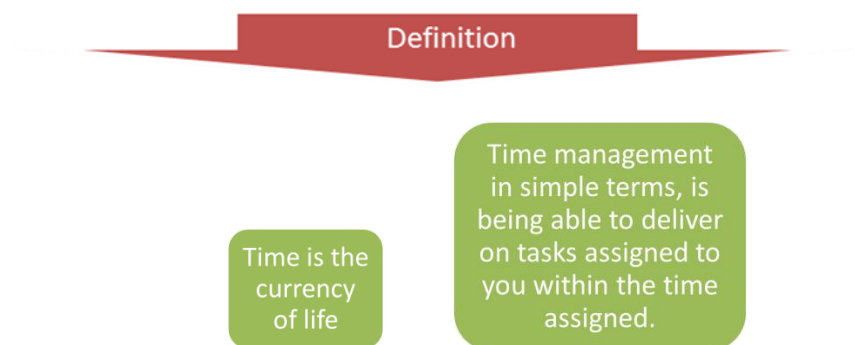 Definition
Time is the
currency
of life
Time management
in simple terms, is
being able to deliver
on tasks assigned to
you within the time
assigned.